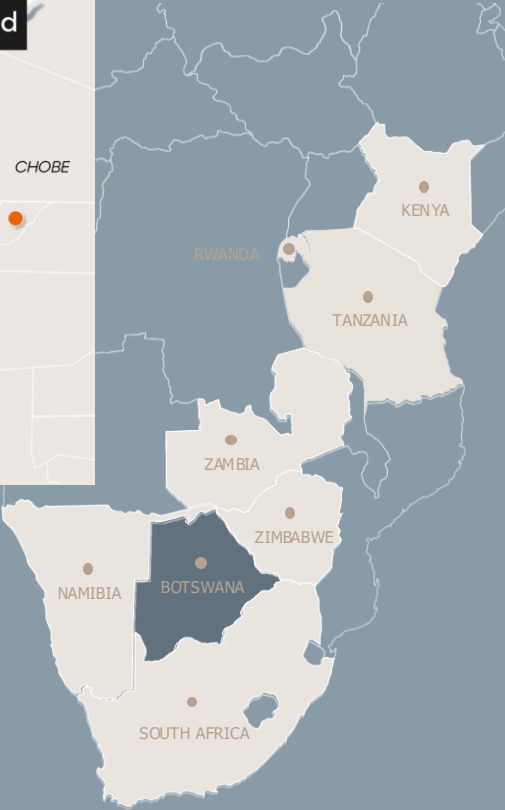 d
CHOBE
KENYA
RWANDA
TANZANIA
ZAMBIA
ZIMBABWE
BOTSWANA
NAMIBIA
SOUTH AFRICA